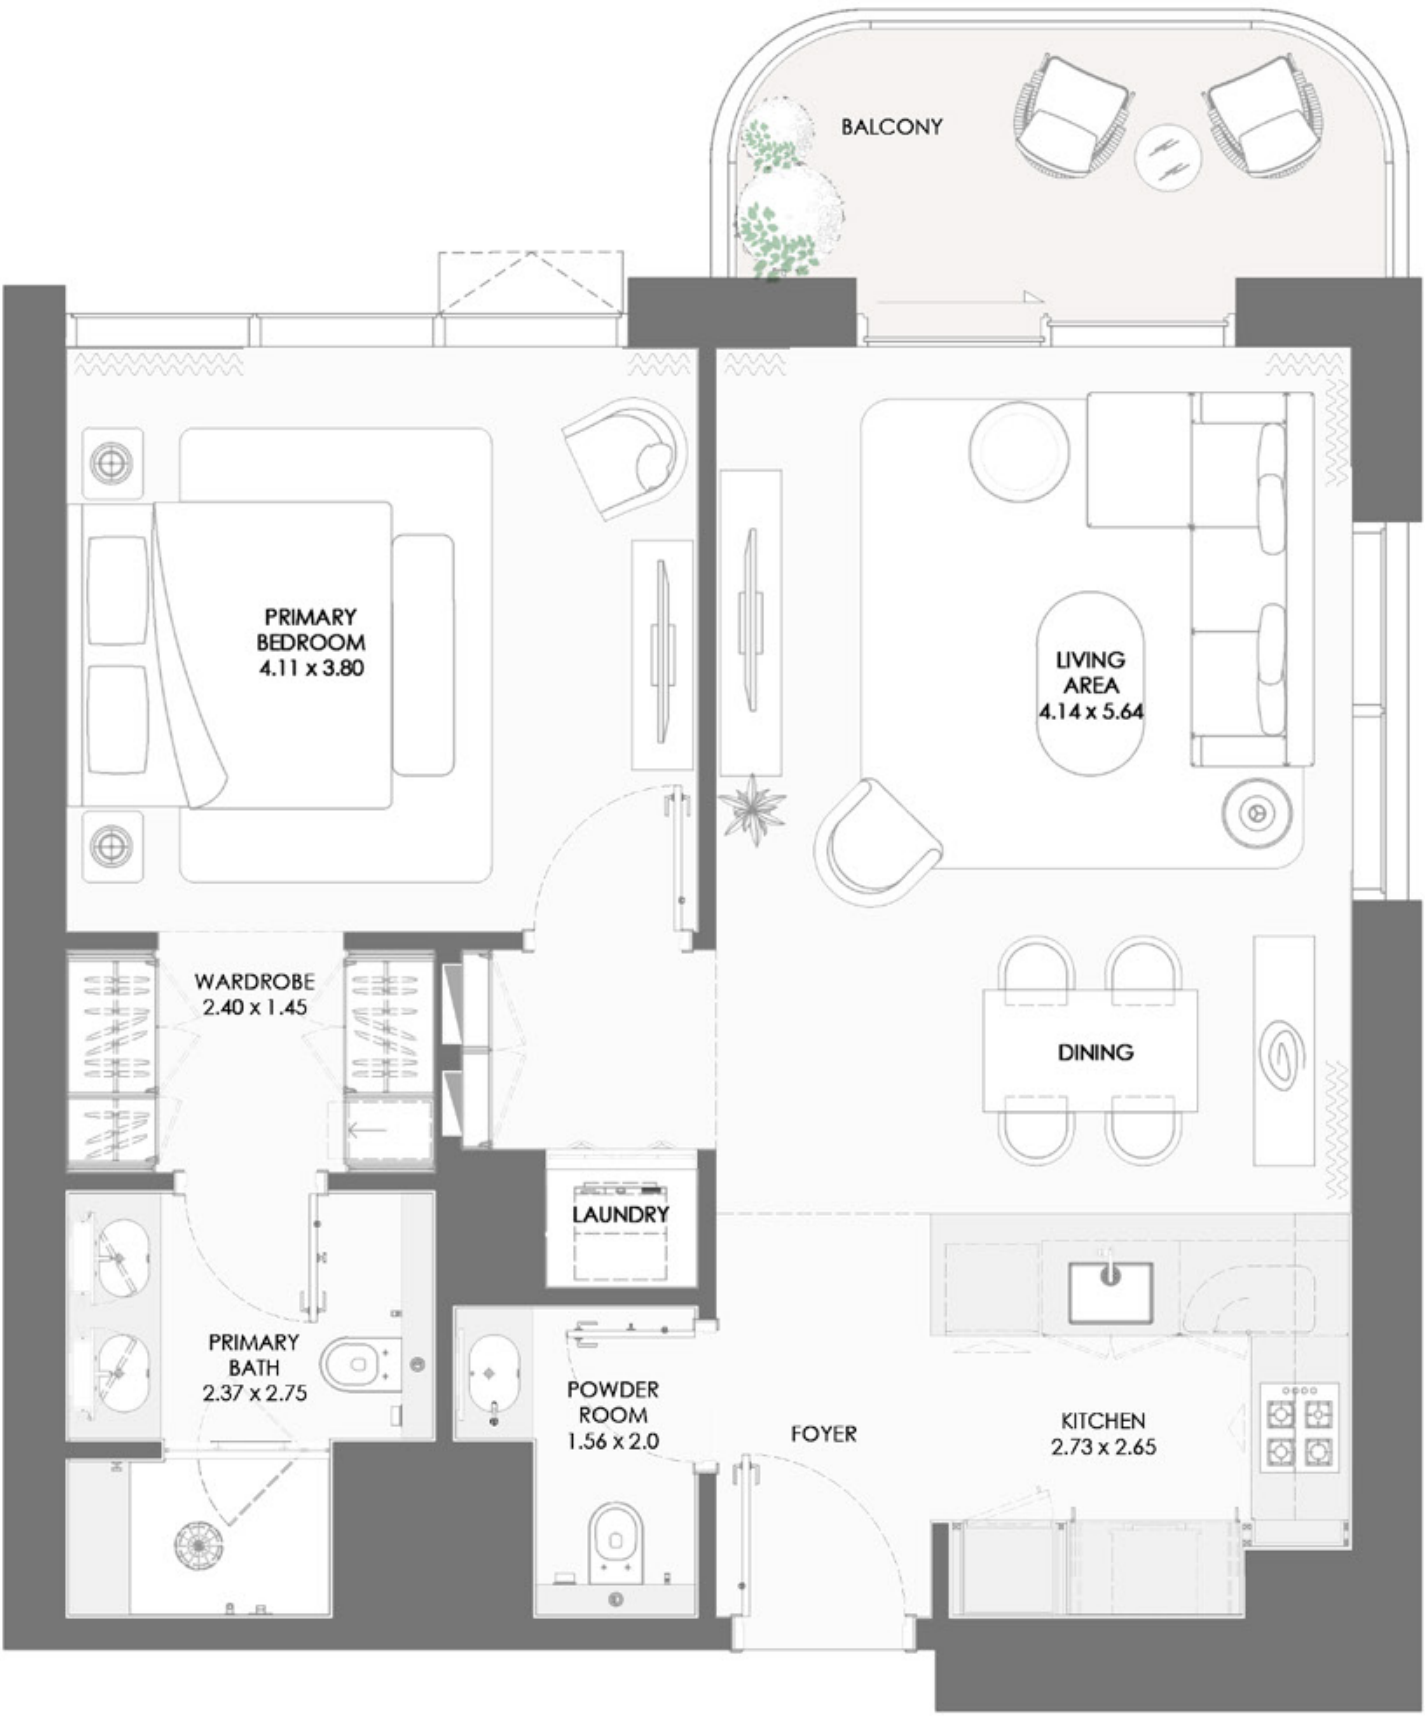 BALCONY
PRIMARY
BEDROOM
4.11 x 3.80
LIVING
AREA
4.14 x 5.64
WARDROBE
2.40 x 1.45
DINING
LAUNDRY
PRIMARY
BATH
2.37 x 2.75
POWDER
ROOM
1.56 x 2.0
FOYER
KITCHEN
2.73 x 2.65